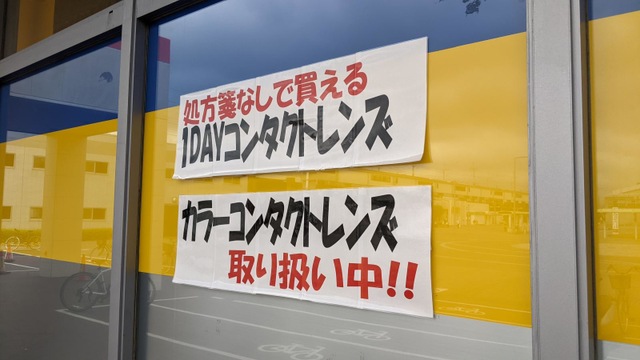 処方箋なしで買える
1DAYコンタクトレンズ
カラーコンタクトレンズ
取り扱い中!!